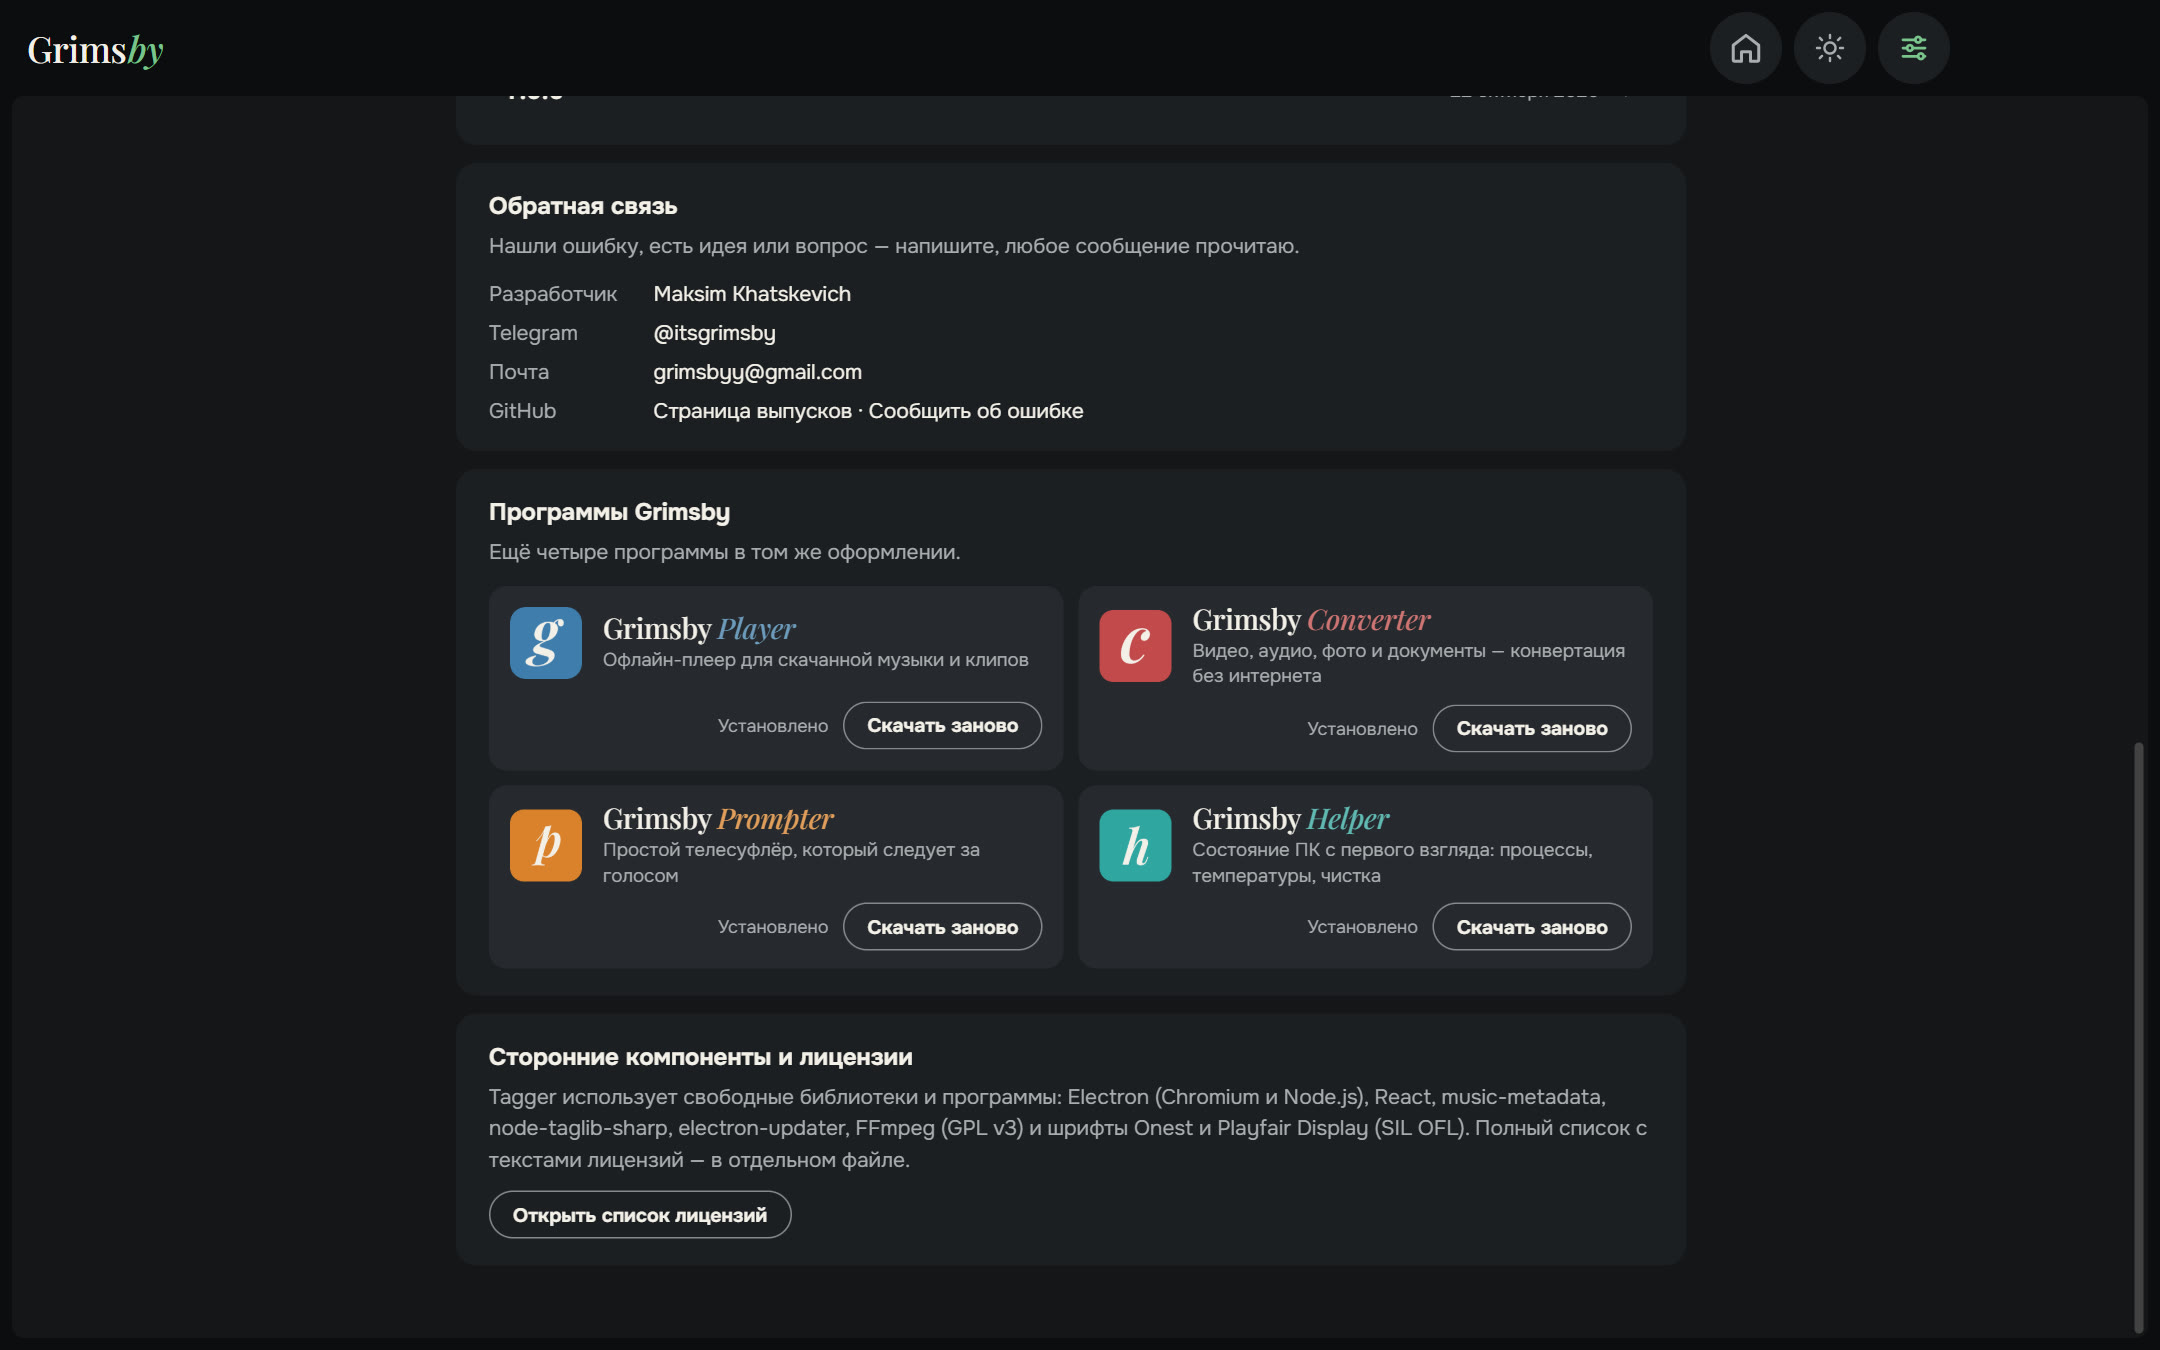 Grimsby
Обратная связь
Нашли ошибку, есть идея или вопрос — напишите, любое сообщение прочитаю.
Разработчик Maksim Khatskevich
Telegram @itsgrimsby
Почта grimsbyy@gmail.com
GitHub Страница выпусков · Сообщить об ошибке
Программы Grimsby
Ещё четыре программы в том же оформлении.
g
Grimsby Player
Офлайн-плеер для скачанной музыки и клипов
Установлено Скачать заново
c
Grimsby Converter
Видео, аудио, фото и документы — конвертация
без интернета
Установлено Скачать заново
p
Grimsby Prompter
Простой телесуфлёр, который следует за
голосом
Установлено Скачать заново
h
Grimsby Helper
Состояние ПК с первого взгляда: процессы,
температуры, чистка
Установлено Скачать заново
Сторонние компоненты и лицензии
Tagger использует свободные библиотеки и программы: Electron (Chromium и Node.js), React, music-metadata,
node-taglib-sharp, electron-updater, FFmpeg (GPL v3) и шрифты Onest и Playfair Display (SIL OFL). Полный список с
текстами лицензий — в отдельном файле.
Открыть список лицензий